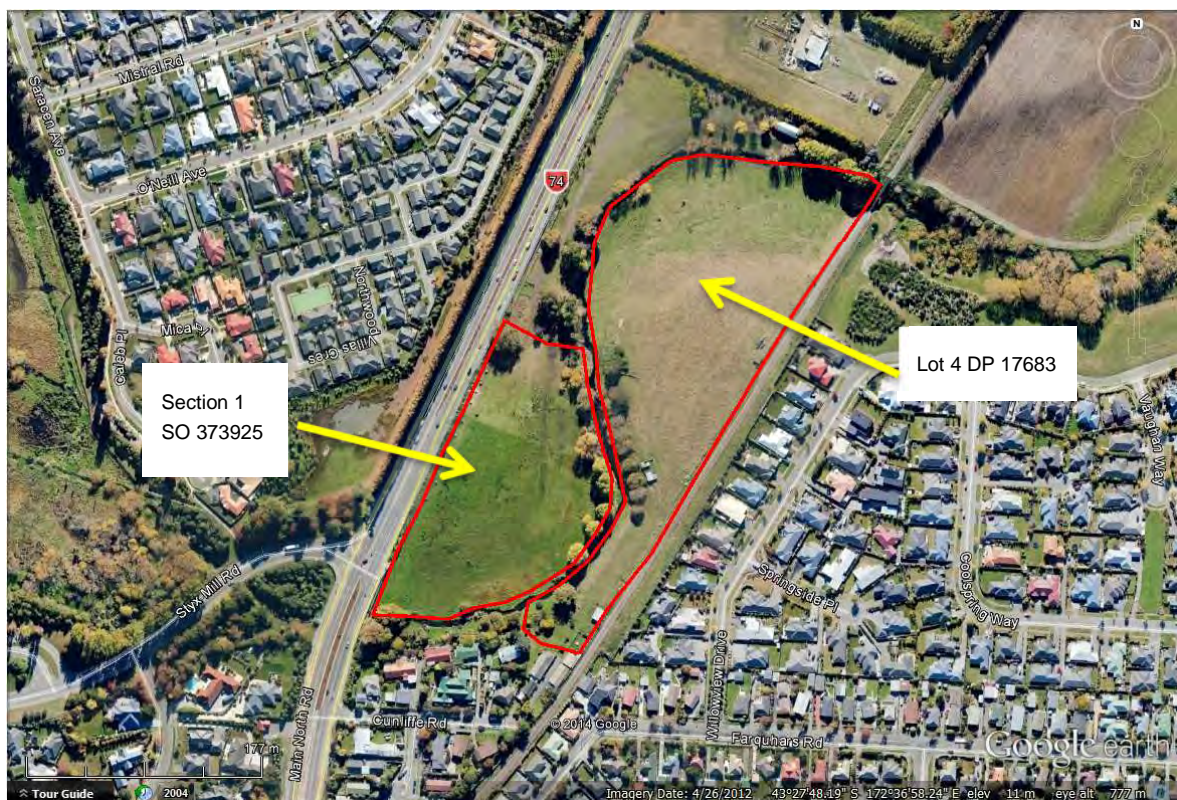 N
Mistral Rd
Saracen Ave
O'Neill Ave
74
Northwood
Villas Cres
Mica Pl
Caleb Pl
Section 1
SO 373925
Lot 4 DP 17683
Vaughan Way
Styx Mill Rd
Springside Pl
Coolspring Way
Willowview Drive
Main North Rd
Cunliffe Rd
© 2014 Google
Farquhars Rd
Google earth
177 m
Tour Guide
2004
Imagery Date: 4/26/2012 43°27'48.19" S 172°36'58.24" E elev 11 m eye alt 777 m